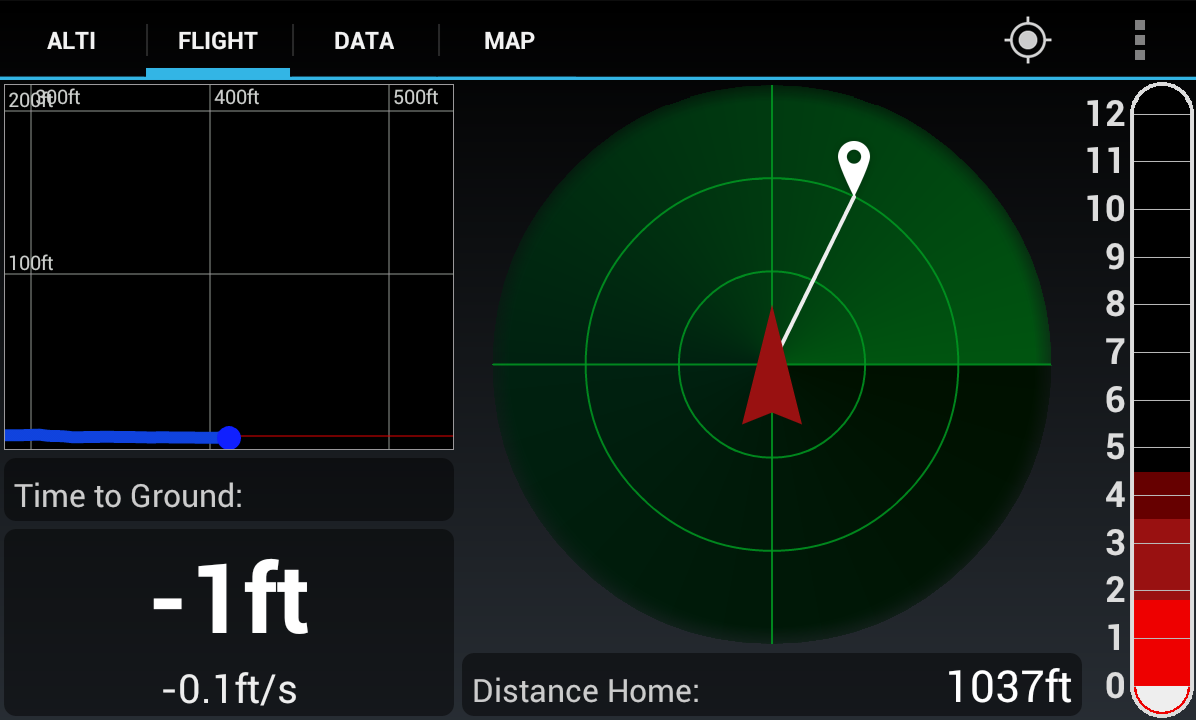 ALTI FLIGHT DATA MAP
200ft 300ft 400ft 500ft
100ft
Time to Ground:
-1ft
-0.1ft/s
Distance Home: 1037ft
12
11
10
9
8
7
6
5
4
3
2
1
0